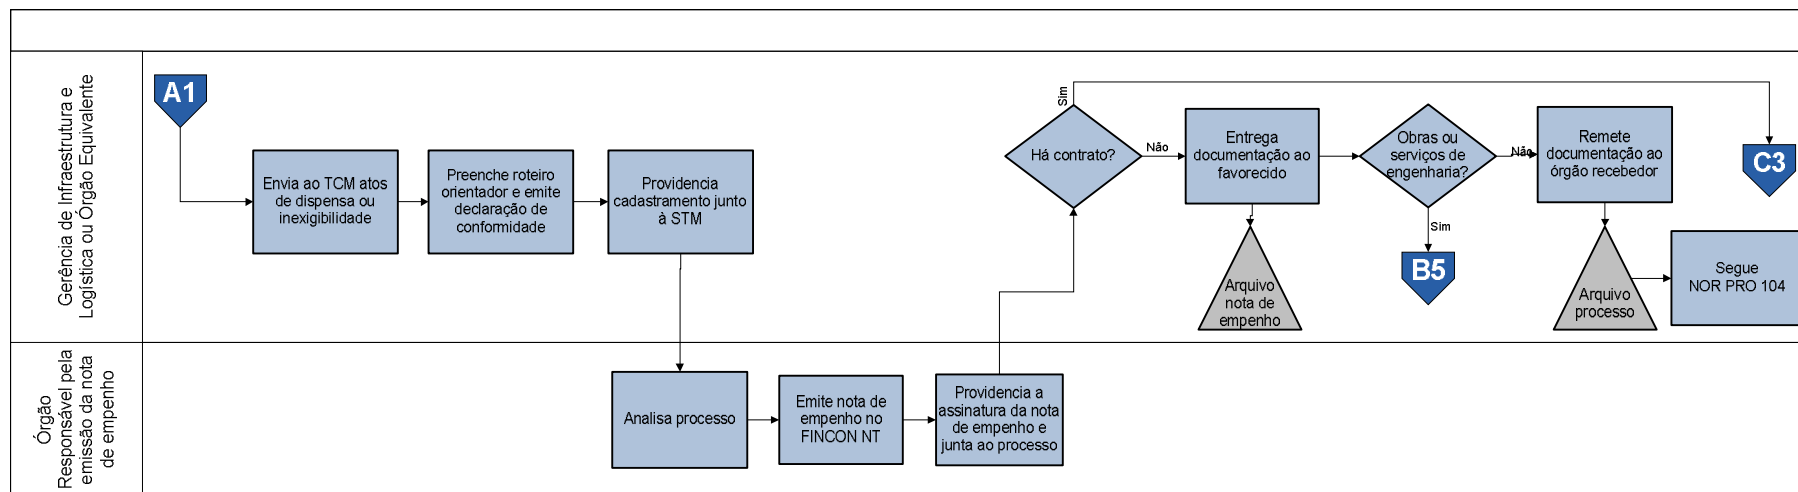 Gerência de Infraestrutura e
Logística ou Órgão Equivalente
A1
Envia ao TCM atos
de dispensa ou
inexigibilidade
Preenche roteiro
orientador e emite
declaração de
conformidade
Providencia
cadastramento junto
à STM
Há contrato?
Sim
Não
Entrega
documentação ao
favorecido
Arquivo
nota de
empenho
Obras ou
serviços de
engenharia?
Sim
B5
Não
Remete
documentação ao
órgão recebedor
Arquivo
processo
Segue
NOR PRO 104
C3
Órgão
Responsável pela
emissão da nota
de empenho
Analisa processo
Emite nota de
empenho no
FINCON NT
Providencia a
assinatura da nota
de empenho e
junta ao processo